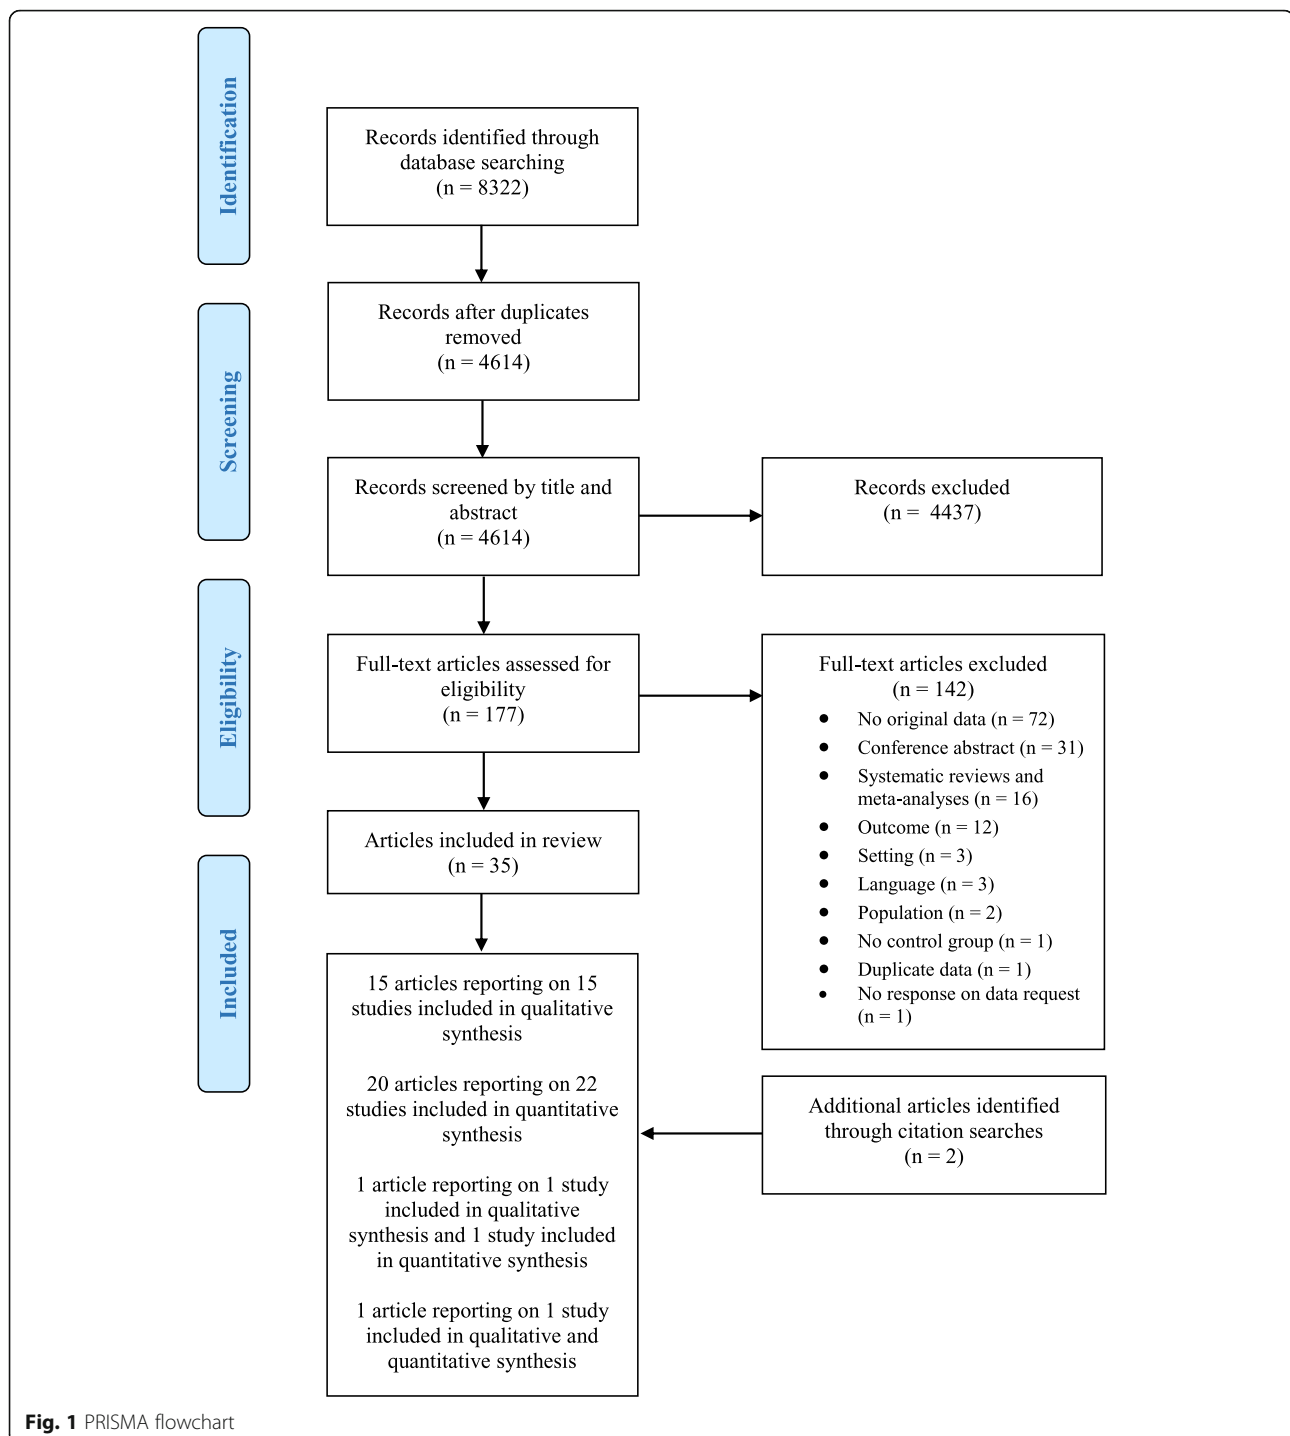 Identification
Records identified through
database searching
(n = 8322)
Records after duplicates
removed
(n = 4614)
Screening
Records screened by title and
abstract
(n = 4614)
Records excluded
(n = 4437)
Eligibility
Full-text articles assessed for
eligibility
(n = 177)
Full-text articles excluded
(n = 142)
• No original data (n = 72)
• Conference abstract (n = 31)
• Systematic reviews and
meta-analyses (n = 16)
• Outcome (n = 12)
• Setting (n = 3)
• Language (n = 3)
• Population (n = 2)
• No control group (n = 1)
• Duplicate data (n = 1)
• No response on data request
(n = 1)
Articles included in review
(n = 35)
Included
15 articles reporting on 15
studies included in qualitative
synthesis
20 articles reporting on 22
studies included in quantitative
synthesis
1 article reporting on 1 study
included in qualitative
synthesis and 1 study included
in quantitative synthesis
1 article reporting on 1 study
included in qualitative and
quantitative synthesis
Additional articles identified
through citation searches
(n = 2)
Fig. 1 PRISMA flowchart